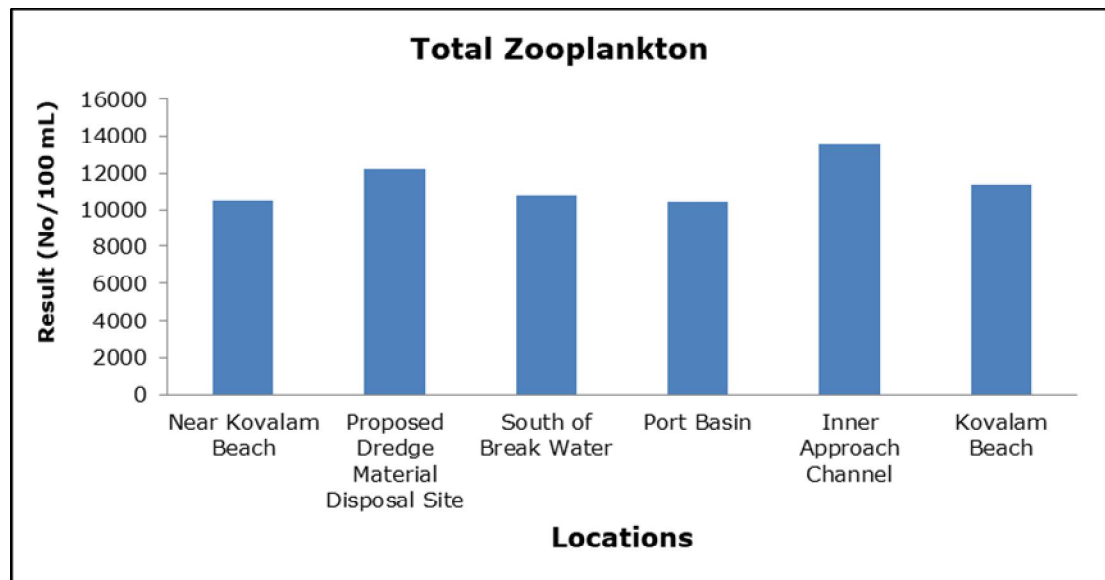 Total Zooplankton
Result (No/100 mL)
16000
14000
12000
10000
8000
6000
4000
2000
0
Near Kovalam
Beach
Proposed
Dredge
Material
Disposal Site
South of
Break Water
Port Basin
Inner
Approach
Channel
Kovalam
Beach
Locations